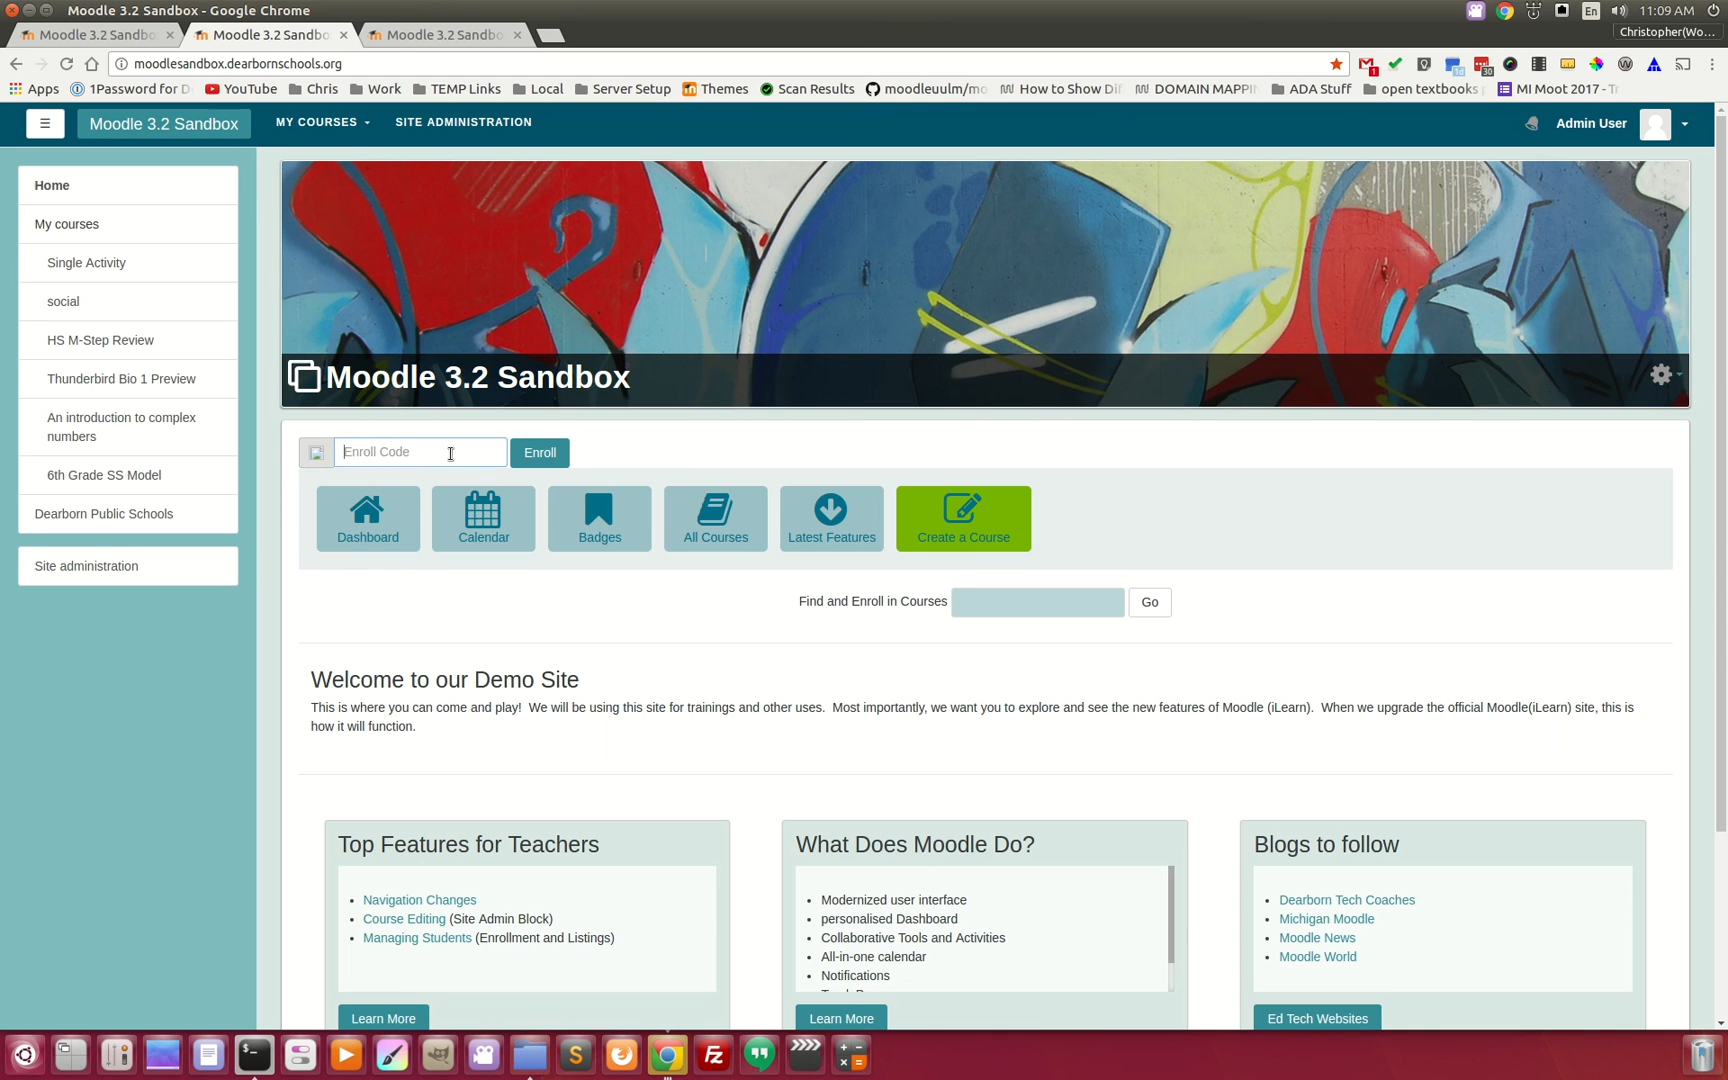 Moodle 3.2 Sandbox - Google Chrome
En 11:09 AM
Moodle 3.2 Sandbo
Moodle 3.2 Sandbo
Moodle 3.2 Sandbo
Christopher(Wo...
moodlesandbox.dearbornschools.org
Apps 1Password for D YouTube Chris Work TEMP Links Local Server Setup Themes Scan Results moodleuulm/mo How to Show Di DOMAIN MAPPI ADA Stuff open textbooks MI Moot 2017 - Tr
Moodle 3.2 Sandbox MY COURSES SITE ADMINISTRATION Admin User
Home
My courses
Single Activity
social
HS M-Step Review
Thunderbird Bio 1 Preview
An introduction to complex
numbers
6th Grade SS Model
Dearborn Public Schools
Site administration
Moodle 3.2 Sandbox
Enroll Code Enroll
Dashboard Calendar Badges All Courses Latest Features Create a Course
Find and Enroll in Courses Go
Welcome to our Demo Site
This is where you can come and play! We will be using this site for trainings and other uses. Most importantly, we want you to explore and see the new features of Moodle (iLearn). When we upgrade the official Moodle(iLearn) site, this is
how it will function.
Top Features for Teachers
Navigation Changes
Course Editing (Site Admin Block)
Managing Students (Enrollment and Listings)
Learn More
What Does Moodle Do?
Modernized user interface
personalised Dashboard
Collaborative Tools and Activities
All-in-one calendar
Notifications
Learn More
Blogs to follow
Dearborn Tech Coaches
Michigan Moodle
Moodle News
Moodle World
Ed Tech Websites